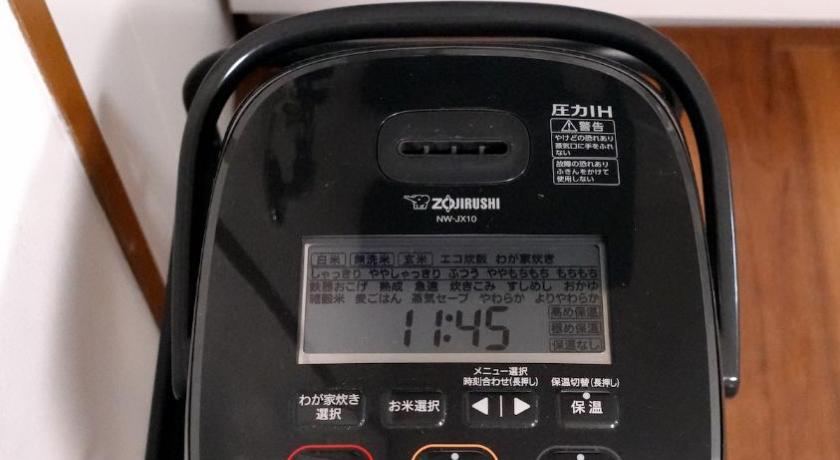 圧力IH
警告
やけどの恐れあり
蒸気口に手をふれ
ない
故障の恐れあり
ふきんをかけて
使用しない
ZOJIRUSHI
NW-JX10
白米 無洗米 玄米 エコ炊飯 わが家炊き
しゃっきり ややしゃっきり ふつう ややもちもち もちもち
鉄器おこげ 熟成 急速 炊きこみ すしめし おかゆ
雑穀米 愛ごはん 蒸気セーブ やわらか よりやわらか
11:45
高め保温
極め保温
保温なし
メニュー選択
時刻合わせ(長押し)
保温切替(長押し)
わが家炊き
選択
お米選択
保温